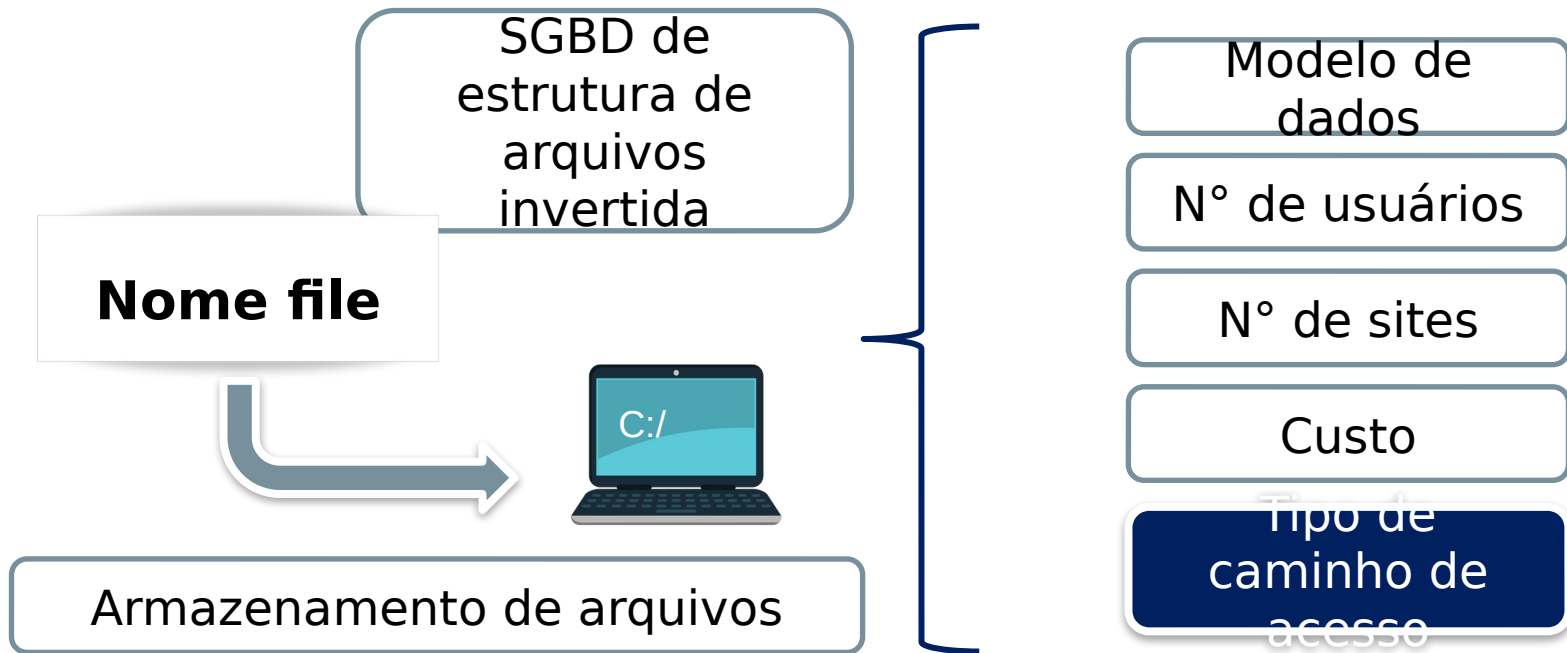 SGBD de
estrutura de
arquivos
invertida
Nome file
C:/
Armazenamento de arquivos
Modelo de
dados
N° de usuários
N° de sites
Custo
Tipo de
caminho de
acesso